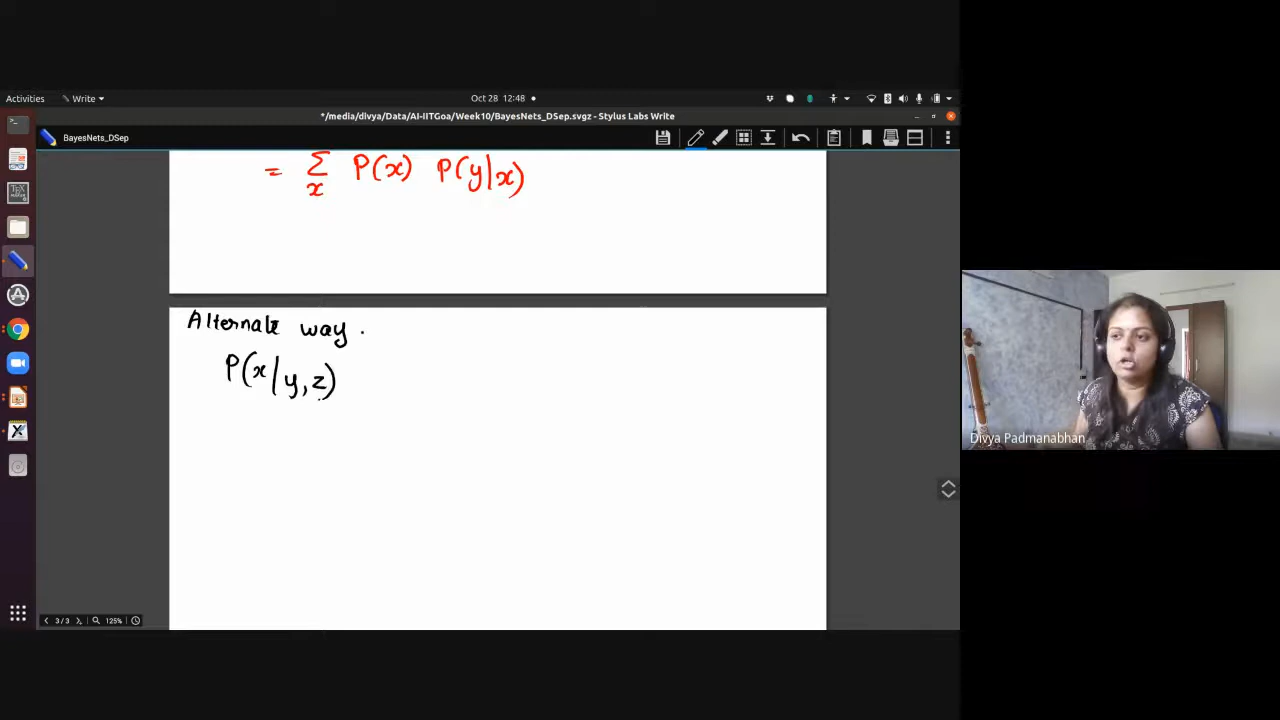 Activities Write Oct 28 12:48
*/media/divya/Data/AI-IITGoa/Week10/BayesNets_DSep.svgz - Stylus Labs Write
BayesNets_DSep
= Σ P(x) P(y|x)
x
Alternate way.
P(x/y,z)
Divya Padmanabhan
3/3 125%